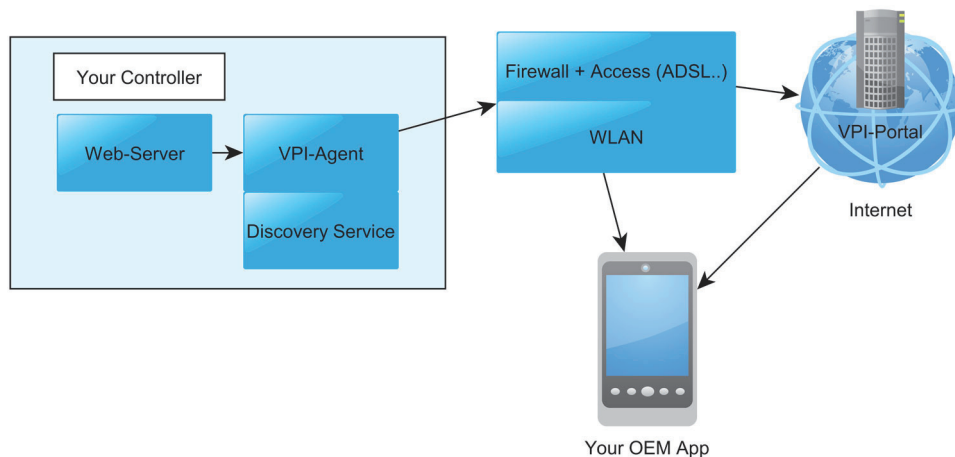 Your Controller
Web-Server
VPI-Agent
Discovery Service
Firewall + Access (ADSL..)
WLAN
VPI-Portal
Internet
Your OEM App